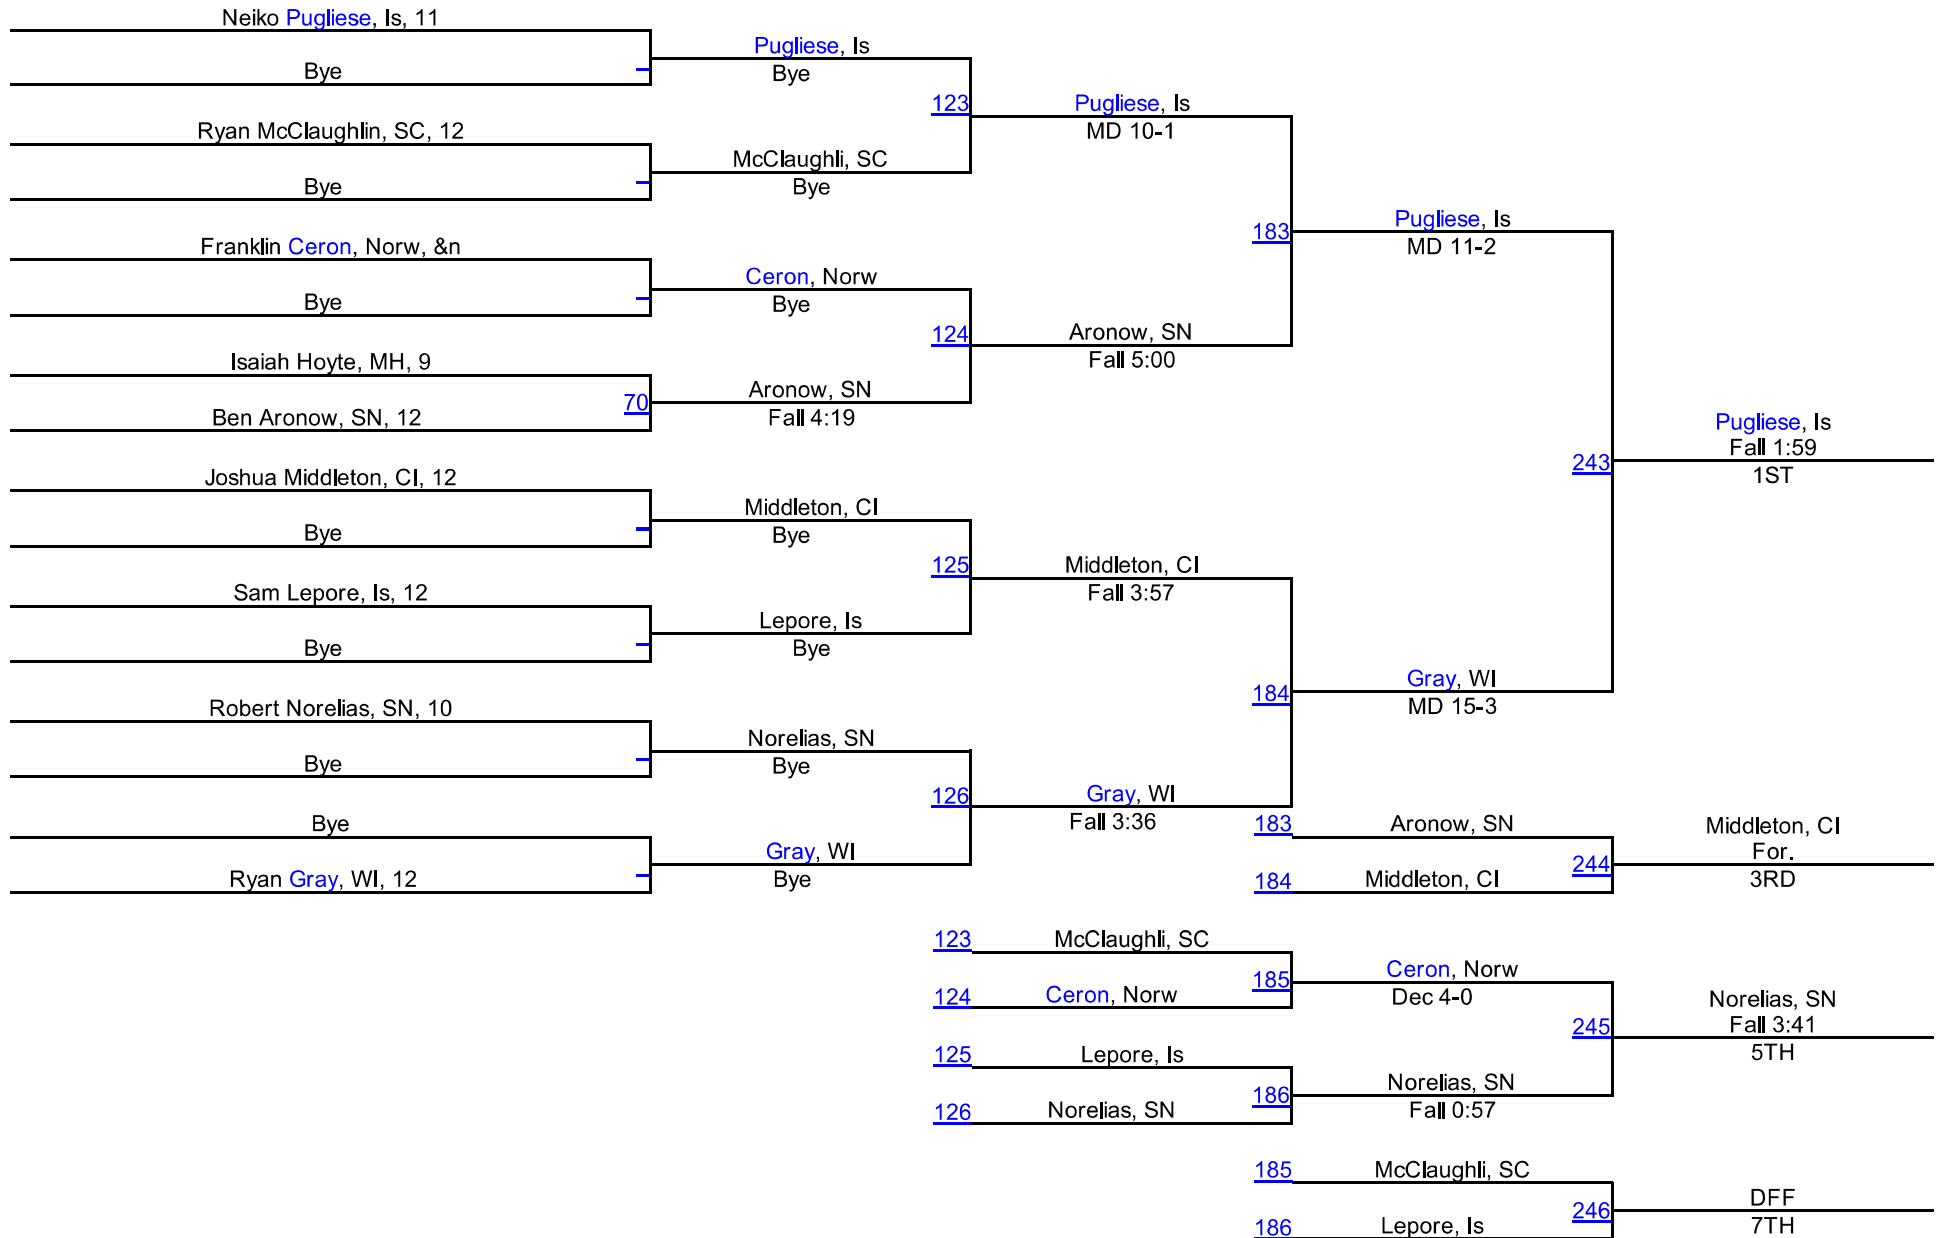 Neiko Pugliese, Is, 11
Bye
Ryan McClaughlin, SC, 12
Bye
Franklin Ceron, Norw, &n
Bye
Isaiah Hoyte, MH, 9
70
Ben Aronow, SN, 12
Joshua Middleton, CI, 12
Bye
Sam Lepore, Is, 12
Bye
Robert Norelias, SN, 10
Bye
Bye
Ryan Gray, WI, 12
Pugliese, Is
Bye
123
McClaughli, SC
Bye
Ceron, Norw
Bye
124
Aronow, SN
Fall 4:19
Middleton, CI
Bye
125
Lepore, Is
Bye
Norelias, SN
Bye
126
Gray, WI
Bye
Pugliese, Is
MD 10-1
183
Aronow, SN
Fall 5:00
Middleton, CI
Fall 3:57
184
Gray, WI
Fall 3:36
Pugliese, Is
MD 11-2
243
Gray, WI
MD 15-3
Pugliese, Is
Fall 1:59
1ST
183
Aronow, SN
244
184
Middleton, CI
Middleton, CI
For.
3RD
123
McClaughli, SC
185
124
Ceron, Norw
125
Lepore, Is
186
126
Norelias, SN
Ceron, Norw
Dec 4-0
245
Norelias, SN
Fall 0:57
Norelias, SN
Fall 3:41
5TH
185
McClaughli, SC
246
186
Lepore, Is
DFF
7TH